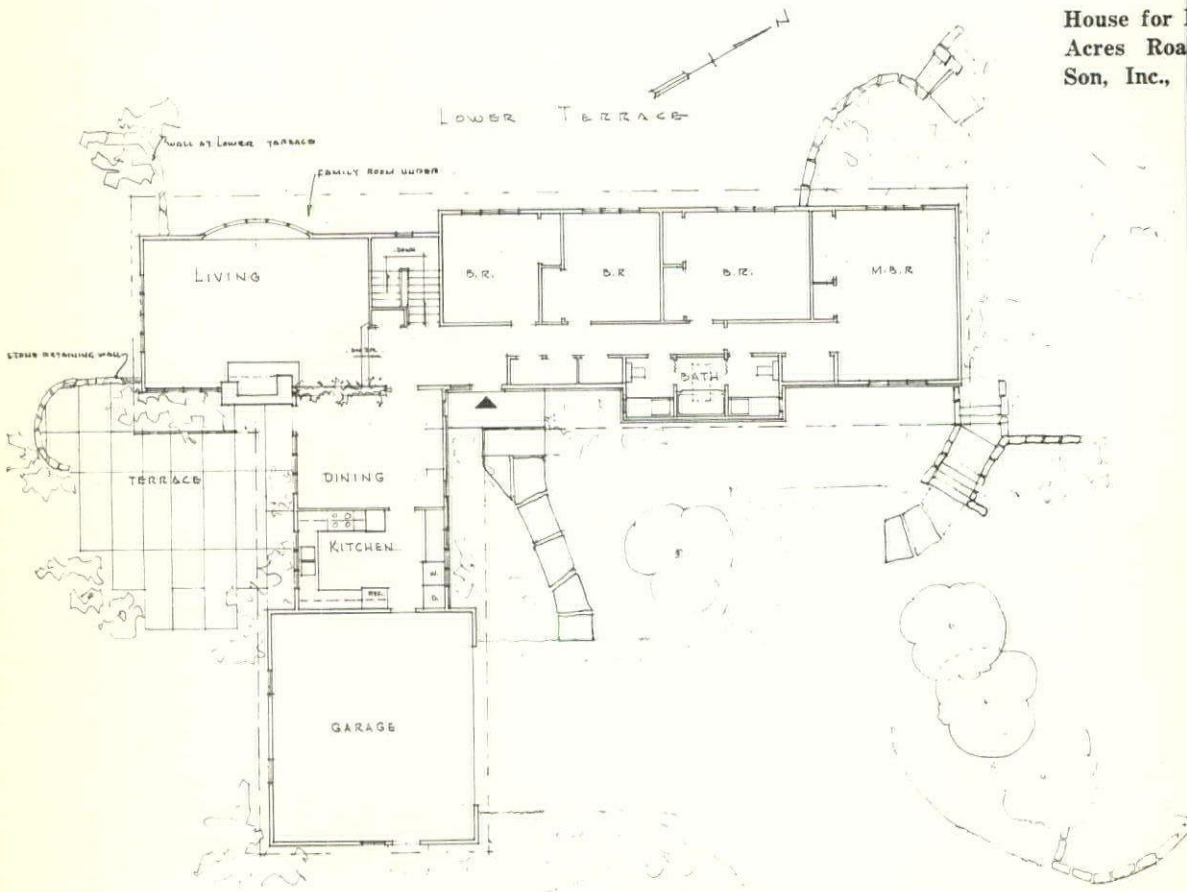 House for
Acres Roa
Son, Inc.,
N
LOWER TERRACE
WALL AT LOWER TERRACE
FAMILY ROOM UNDER
LIVING
DOWN
B.R.
B.R
B.R.
M.B.R
STONE RETAINING WALL
BATH
TERRACE
DINING
KITCHEN
REF.
W.
D.
GARAGE